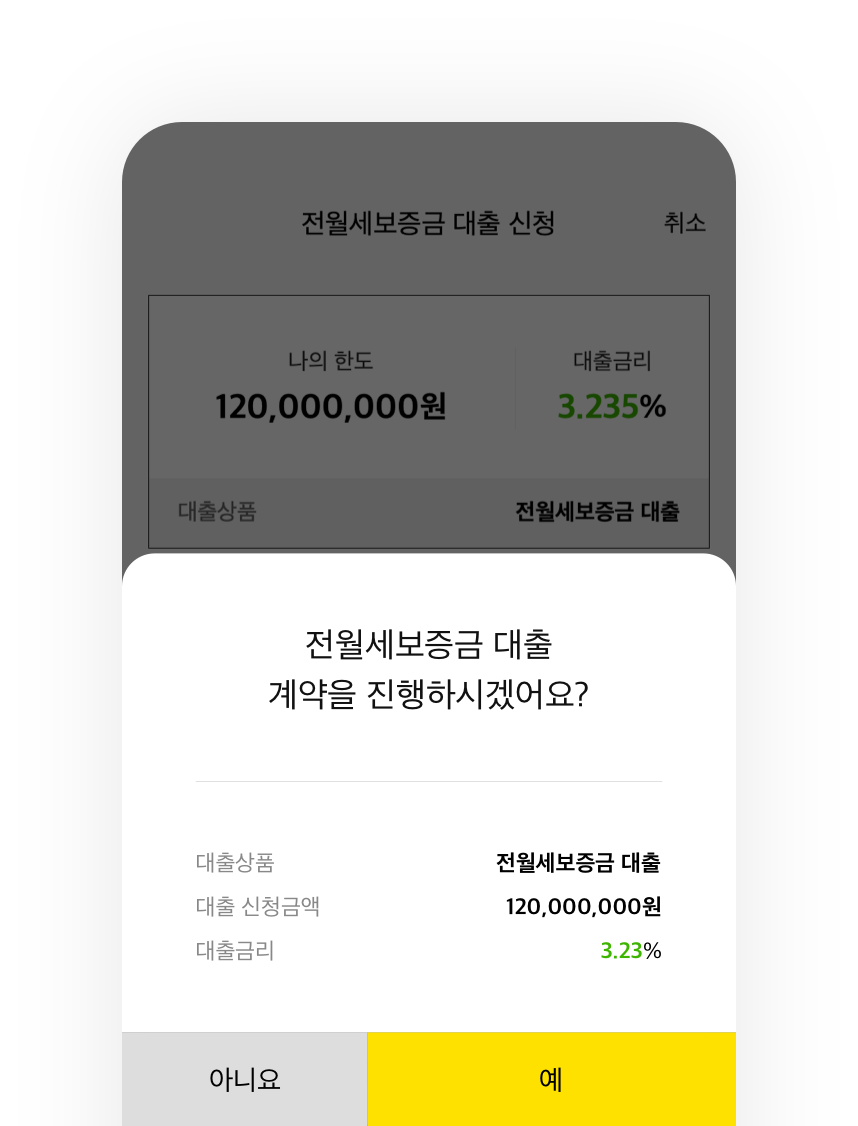 전월세보증금 대출 신청 취소
나의 한도 대출금리
120,000,000원 3.235%
대출상품 전월세보증금 대출
전월세보증금 대출
계약을 진행하시겠어요?
대출상품 전월세보증금 대출
대출 신청금액 120,000,000원
대출금리 3.23%
아니요 예